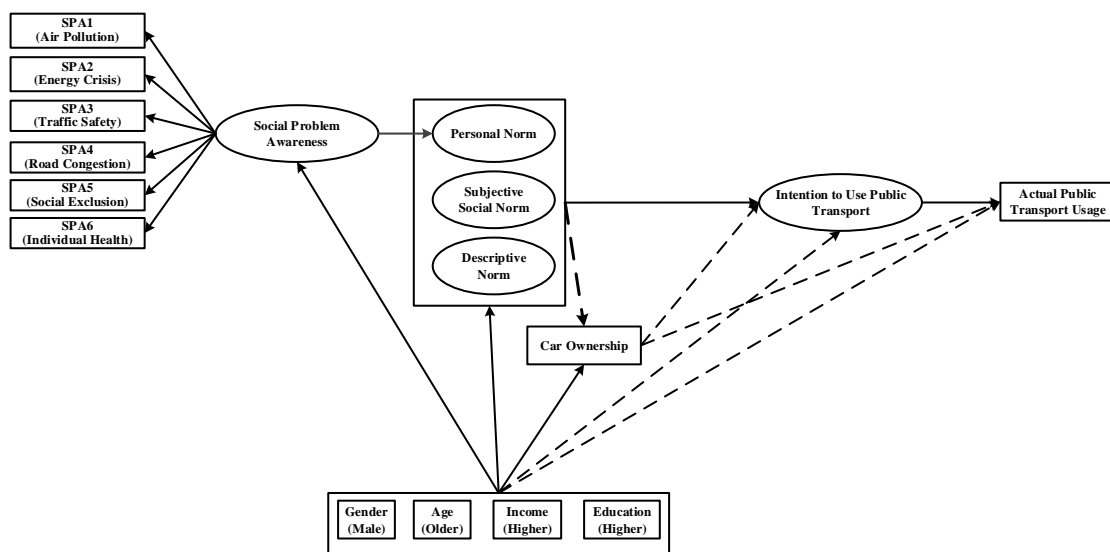 SPA1
(Air Pollution)
SPA2
(Energy Crisis)
SPA3
(Traffic Safety)
SPA4
(Road Congestion)
SPA5
(Social Exclusion)
SPA6
(Individual Health)
Social Problem
Awareness
Personal Norm
Subjective
Social Norm
Descriptive
Norm
Car Ownership
Intention to Use Public
Transport
Actual Public
Transport Usage
Gender
(Male)
Age
(Older)
Income
(Higher)
Education
(Higher)